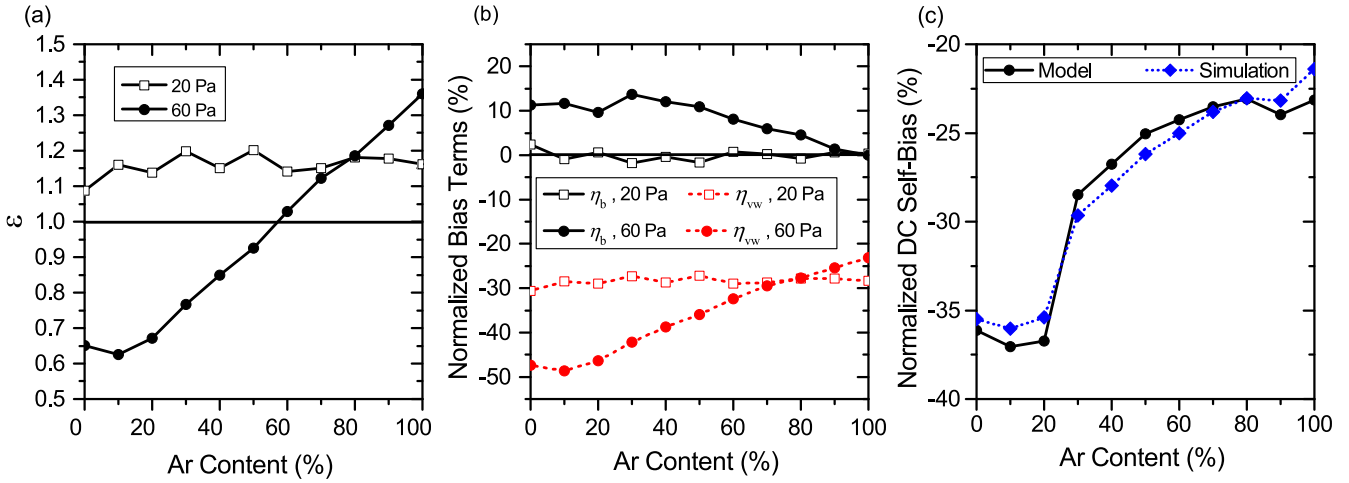 (a)
1.5
1.4
1.3
1.2
1.1
1.0
0.9
0.8
0.7
0.6
0.5
ε
20 Pa
60 Pa
0 20 40 60 80 100
Ar Content (%)
(b)
20
10
0
-10
-20
-30
-40
-50
Normalized Bias Terms (%)
ηb , 20 Pa ηvw , 20 Pa
ηb , 60 Pa ηvw , 60 Pa
0 20 40 60 80 100
Ar Content (%)
(c)
-20
-25
-30
-35
-40
Normalized DC Self-Bias (%)
Model Simulation
0 20 40 60 80 100
Ar Content (%)